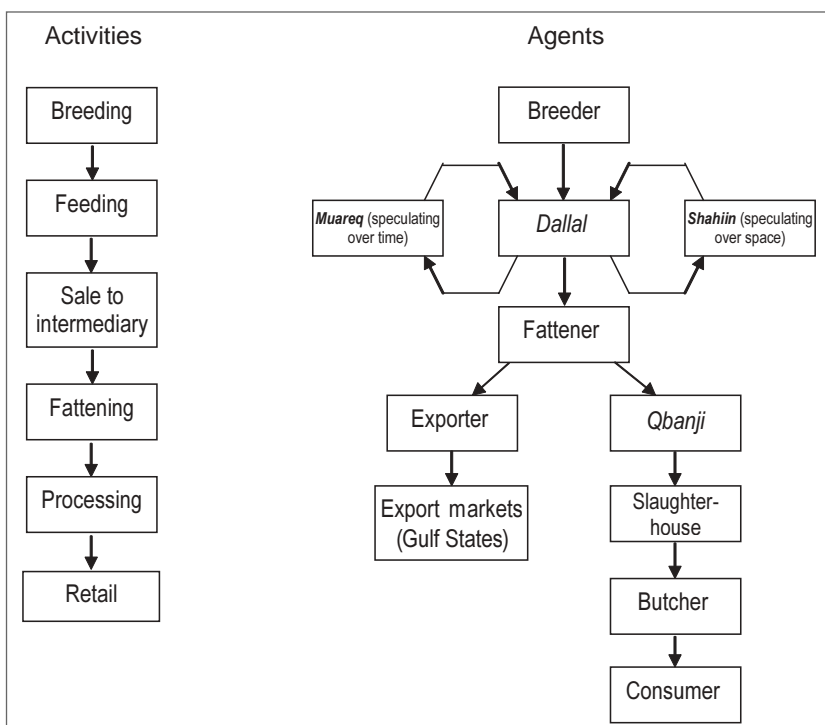 Activities
Breeding
Feeding
Sale to
intermediary
Fattening
Processing
Retail
Agents
Breeder
Muareq (speculating
over time)
Dallal
Shahiin (speculating
over space)
Fattener
Exporter
Qbanji
Export markets
(Gulf States)
Slaughter-
house
Butcher
Consumer